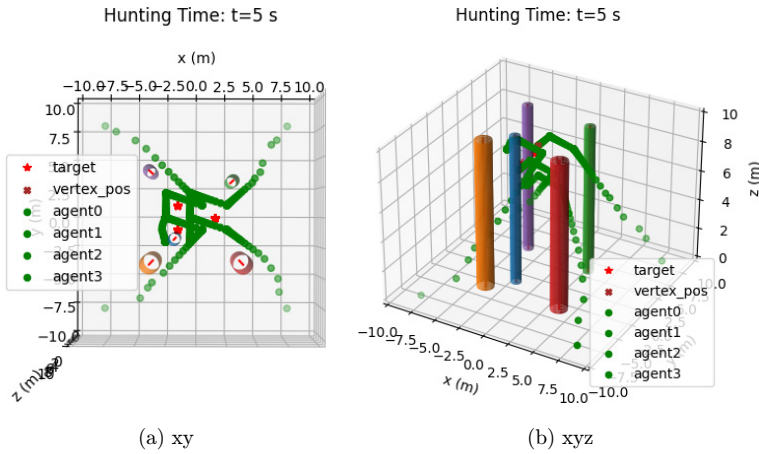 Hunting Time: t=5 s
x (m)
−10.0 −7.5 −5.0 −2.5 0.0 2.5 5.0 7.5 10.0
10.0
7.5
target
vertex_pos
agent0
agent1
agent2
agent3
y (m)
0.0
−7.5
−10.0
z (m)
(a) xy
Hunting Time: t=5 s
10
8
6
4
2
0
z (m)
target
vertex_pos
agent0
agent1
agent2
agent3
−10.0 −7.5 −5.0 −2.5 0.0 2.5 5.0 7.5 10.0
x (m)
−10.0
−7.5
(b) xyz